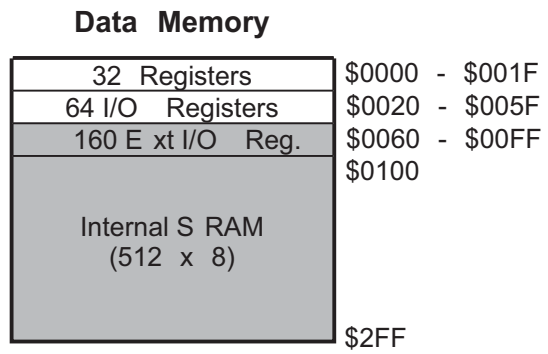 Data Memory
32 Registers $0000 - $001F
64 I/O Registers $0020 - $005F
160 E xt I/O Reg. $0060 - $00FF
$0100
Internal S RAM
(512 x 8)
$2FF